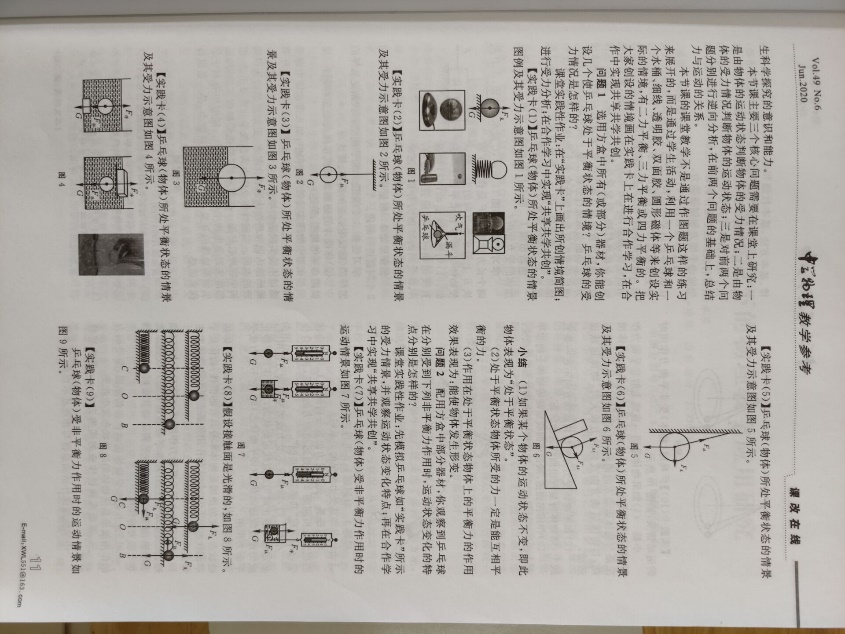 Vol.49 No.6
Jun.2020
中学物理教学参考
课改在线
生科学探究的意识和能力。
本节课主要三个核心问题需要在课堂上研究:一
是由物体的运动状态判断物体的受力情况;二是由物
体的受力情况判断物体的运动状态;三是对前两个问
题分别进行逆向分析,在前两个问题的基础上,总结
力与运动的关系。
本节课的课堂教学不是通过作图题这样的练习
来展开的,而是通过学生活动,利用一个乒乓球和一
个水桶、细线、透明胶、双面胶、圆形磁体等来创设实
际的情境,有二力平衡、三力平衡或四力平衡的。把
大家创设的情境画在实践卡上在进行合作学习,在合
作中实现共享共学共创。
问题 1 选用方盒中所有(或部分)器材,你能创
设几个使乒乓球处于平衡状态的情境?乒乓球的受
力情况是怎样的?
课堂实践性作业:在“实践卡”上画出所创情境简图;
进行受力分析;在合作学习中实现“共享共学共创”。
【实践卡(1)】乒乓球(物体)所处平衡状态的情景
图例及其受力示意图如图 1 所示。
吹气
漏斗
乒乓球
图 1
【实践卡(2)】乒乓球(物体)所处平衡状态的情景
及其受力示意图如图 2 所示。
图 2
【实践卡(3)】乒乓球(物体)所处平衡状态的情
景及其受力示意图如图 3 所示。
图 3
【实践卡(4)】乒乓球(物体)所处平衡状态的情景
及其受力示意图如图 4 所示。
图 4
【实践卡(5)】乒乓球(物体)所处平衡状态的情景
及其受力示意图如图 5 所示。
图 5
【实践卡(6)】乒乓球(物体)所处平衡状态的情景
及其受力示意图如图 6 所示。
图 6
小结 (1)如果某个物体的运动状态不变,即此
物体表现为“处于平衡状态”。
(2)处于平衡状态物体所受的力一定是能互相平
衡的力。
(3)作用在处于平衡状态物体上的平衡力的作用
效果表现为:能使物体发生形变。
问题 2 配用方盒中部分器材,你观察到乒乓球
在分别受到下列非平衡力作用时,运动状态变化的特
点分别是怎样的?
课堂实践性作业:先模拟乒乓球如“实践卡”所示
的受力情景,并观察运动状态变化特点;再在合作学
习中实现“共享共学共创”。
【实践卡(7)】乒乓球(物体)受非平衡力作用时的
运动情景如图 7 所示。
图 7
【实践卡(8)】假设接触面是光滑的,如图 8 所示。
C O B
C O B
图 8
【实践卡(9)】
乒乓球(物体)受非平衡力作用时的运动情景如
图 9 所示。
11
E-mail:XWL551@163.com